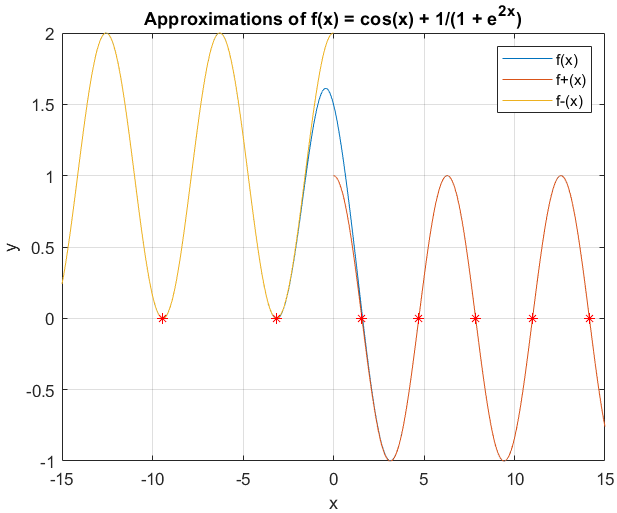 Approximations of f(x) = cos(x) + 1/(1 + e^2x)
f(x)
f+(x)
f-(x)
2
1.5
1
0.5
0
-0.5
-1
y
-15 -10 -5 0 5 10 15
x